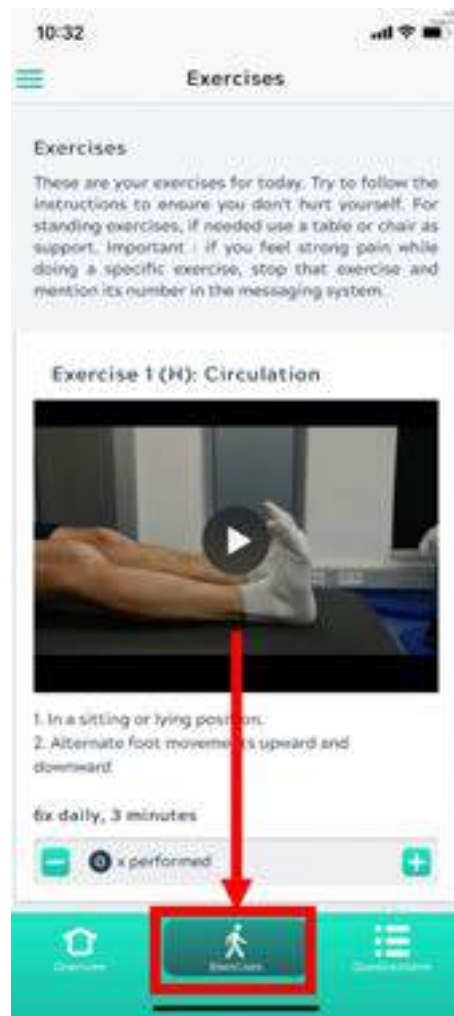 10:32
Exercises
Exercises
These are your exercises for today. Try to follow the
instructions to ensure you don't hurt yourself. For
standing exercises, if needed use a table or chair as
support. Important : if you feel strong pain while
doing a specific exercise, stop that exercise and
mention its number in the messaging system.
Exercise 1 (H): Circulation
1. In a sitting or lying position.
2. Alternate foot movements upward and
downward
6x daily, 3 minutes
0 x performed
Overview Exercises Questionnaire